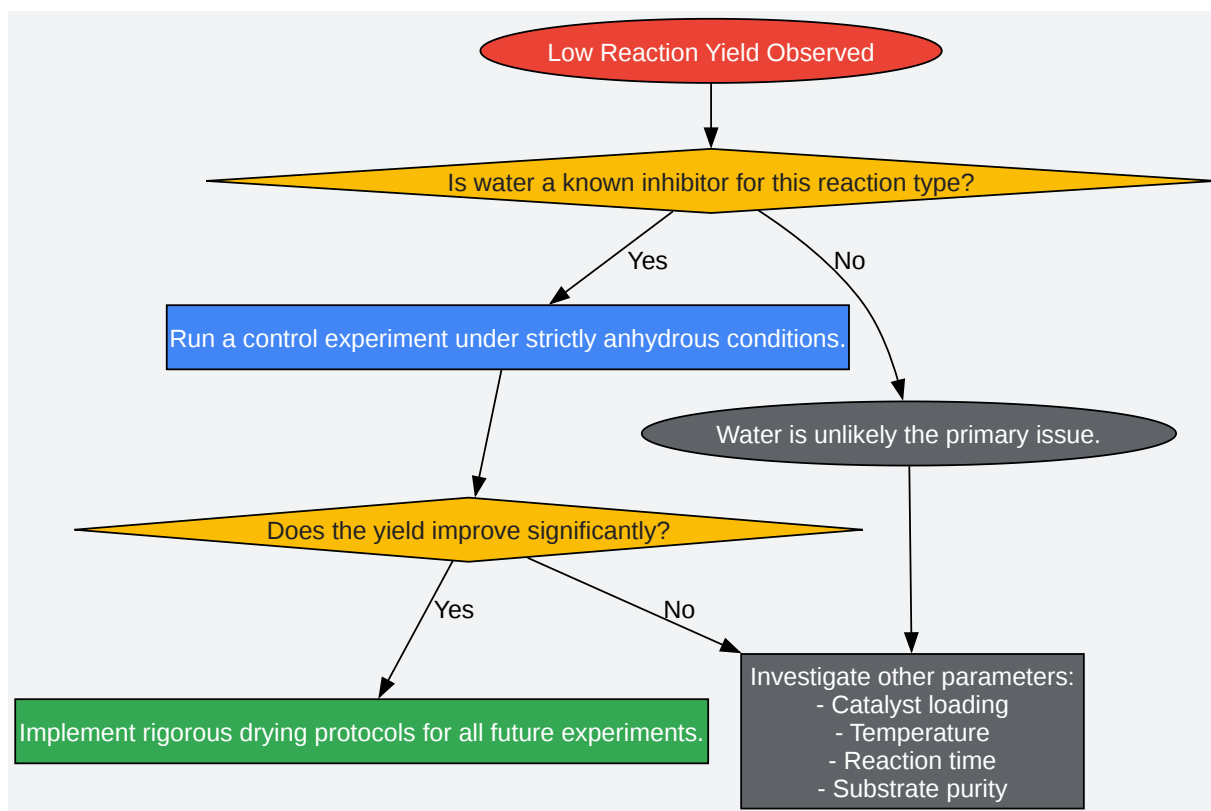 Low Reaction Yield Observed
Is water a known inhibitor for this reaction type?
Yes
No
Run a control experiment under strictly anhydrous conditions.
Water is unlikely the primary issue.
Does the yield improve significantly?
Yes
No
Implement rigorous drying protocols for all future experiments.
Investigate other parameters:
- Catalyst loading
- Temperature
- Reaction time
- Substrate purity